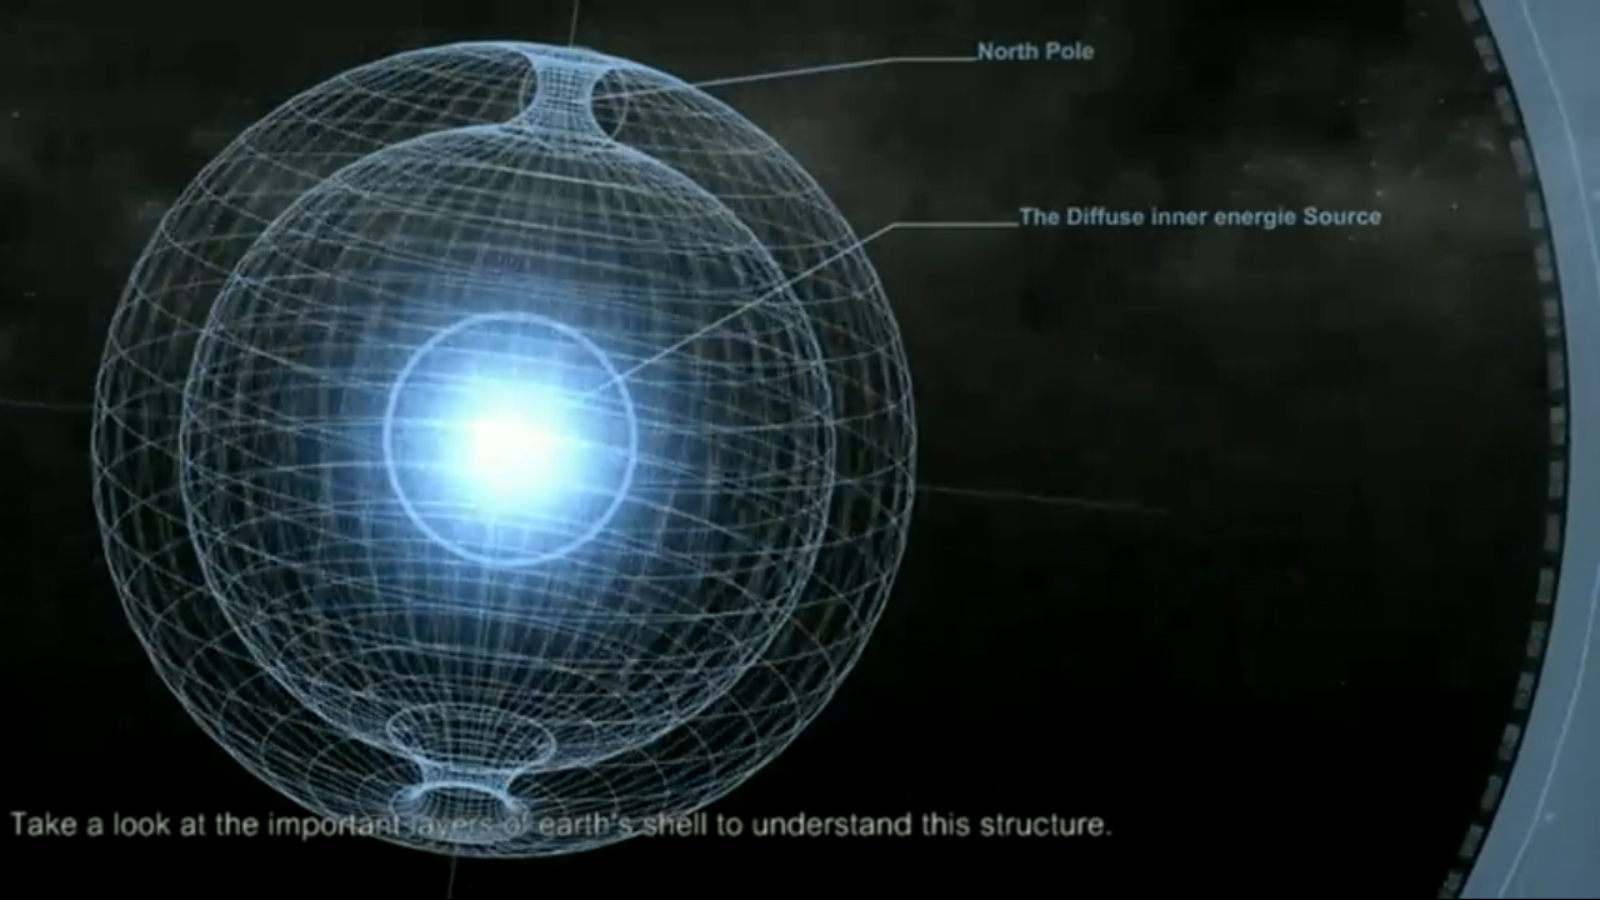 North Pole
The Diffuse inner energie Source
Take a look at the important layers of earth's shell to understand this structure.